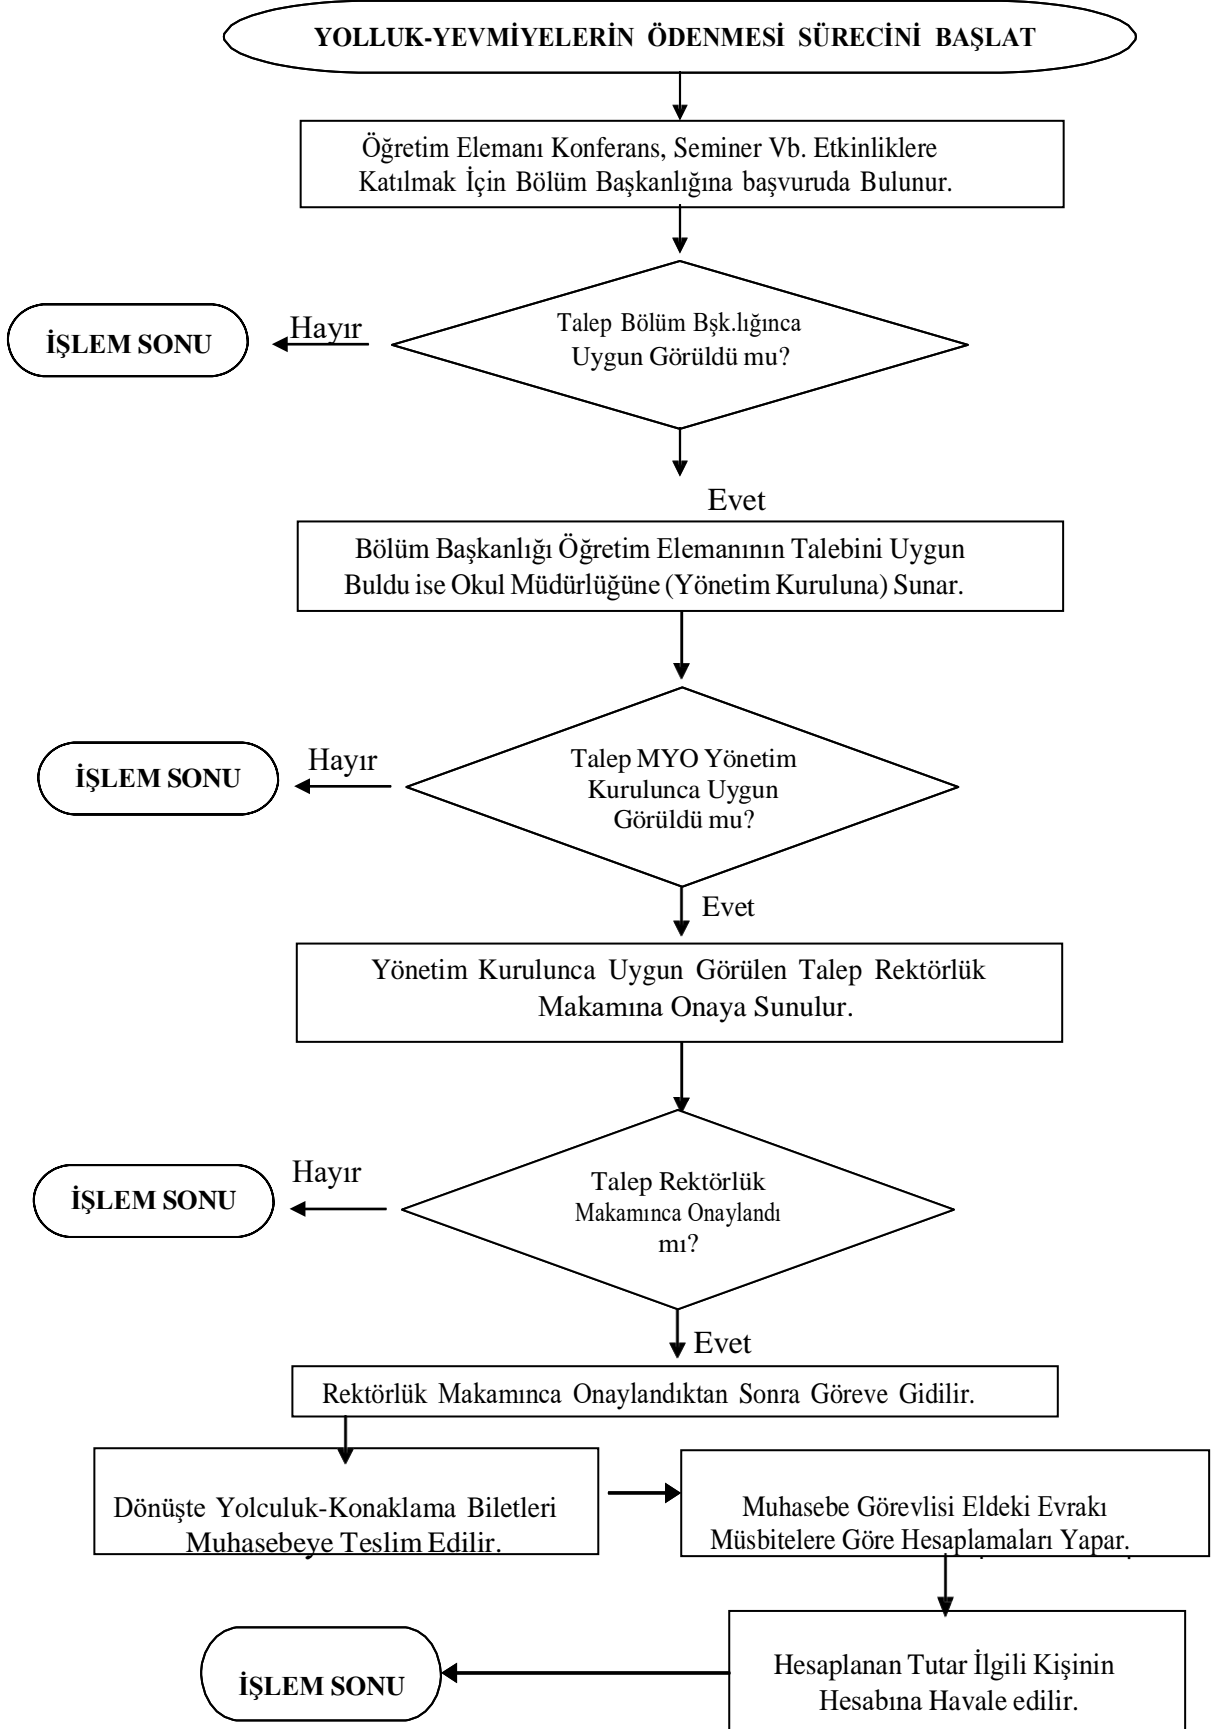 YOLLUK-YEVMİYELERİN ÖDENMESİ SÜRECİNİ BAŞLAT
Öğretim Elemanı Konferans, Seminer Vb. Etkinliklere
Katılmak İçin Bölüm Başkanlığına başvuruda Bulunur.
Talep Bölüm Bşk.lığınca
Uygun Görüldü mu?
Hayır
İŞLEM SONU
Evet
Bölüm Başkanlığı Öğretim Elemanının Talebini Uygun
Buldu ise Okul Müdürlüğüne (Yönetim Kuruluna) Sunar.
Talep MYO Yönetim
Kurulunca Uygun
Görüldü mu?
Hayır
İŞLEM SONU
Evet
Yönetim Kurulunca Uygun Görülen Talep Rektörlük
Makamına Onaya Sunulur.
Talep Rektörlük
Makamınca Onaylandı
mı?
Hayır
İŞLEM SONU
Evet
Rektörlük Makamınca Onaylandıktan Sonra Göreve Gidilir.
Dönüşte Yolculuk-Konaklama Biletleri
Muhasebeye Teslim Edilir.
Muhasebe Görevlisi Eldeki Evrakı
Müsbitelere Göre Hesaplamaları Yapar.
Hesaplanan Tutar İlgili Kişinin
Hesabına Havale edilir.
İŞLEM SONU